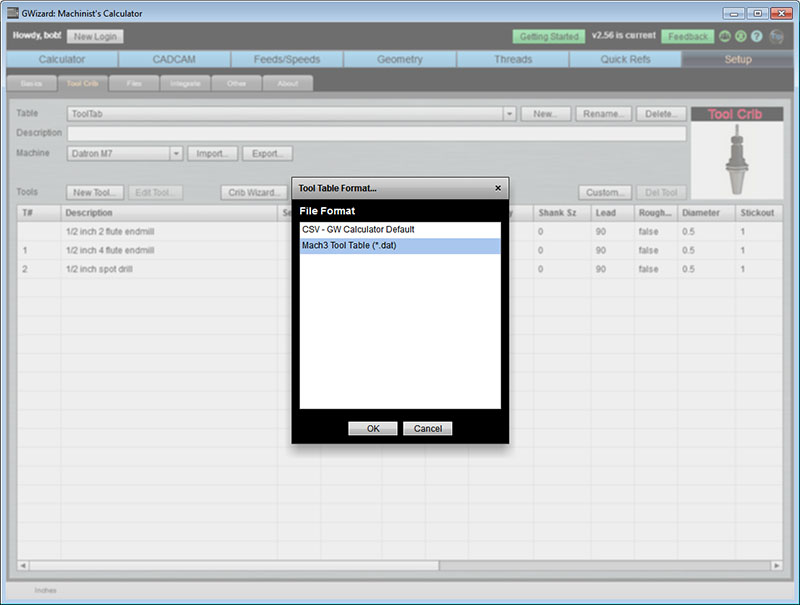 GWizard: Machinist's Calculator
Howdy, bob! New Login Getting Started v2.56 is current Feedback
Calculator CADCAM Feeds/Speeds Geometry Threads Quick Refs Setup
Basics Tool Crib Files Integrate Other About
Table ToolTab New... Rename... Delete... Tool Crib
Description
Machine Datron M7 Import... Export...
Tools New Tool... Edit Tool... Crib Wizard... Custom... Del Tool
T# Description Shank Sz Lead Rough... Diameter Stickout
1/2 inch 2 flute endmill 0 90 false 0.5 1
1 1/2 inch 4 flute endmill 0 90 false 0.5 1
2 1/2 inch spot drill 0 90 false 0.5 1
Tool Table Format...
File Format
CSV - GW Calculator Default
Mach3 Tool Table (*.dat)
OK Cancel
Inches